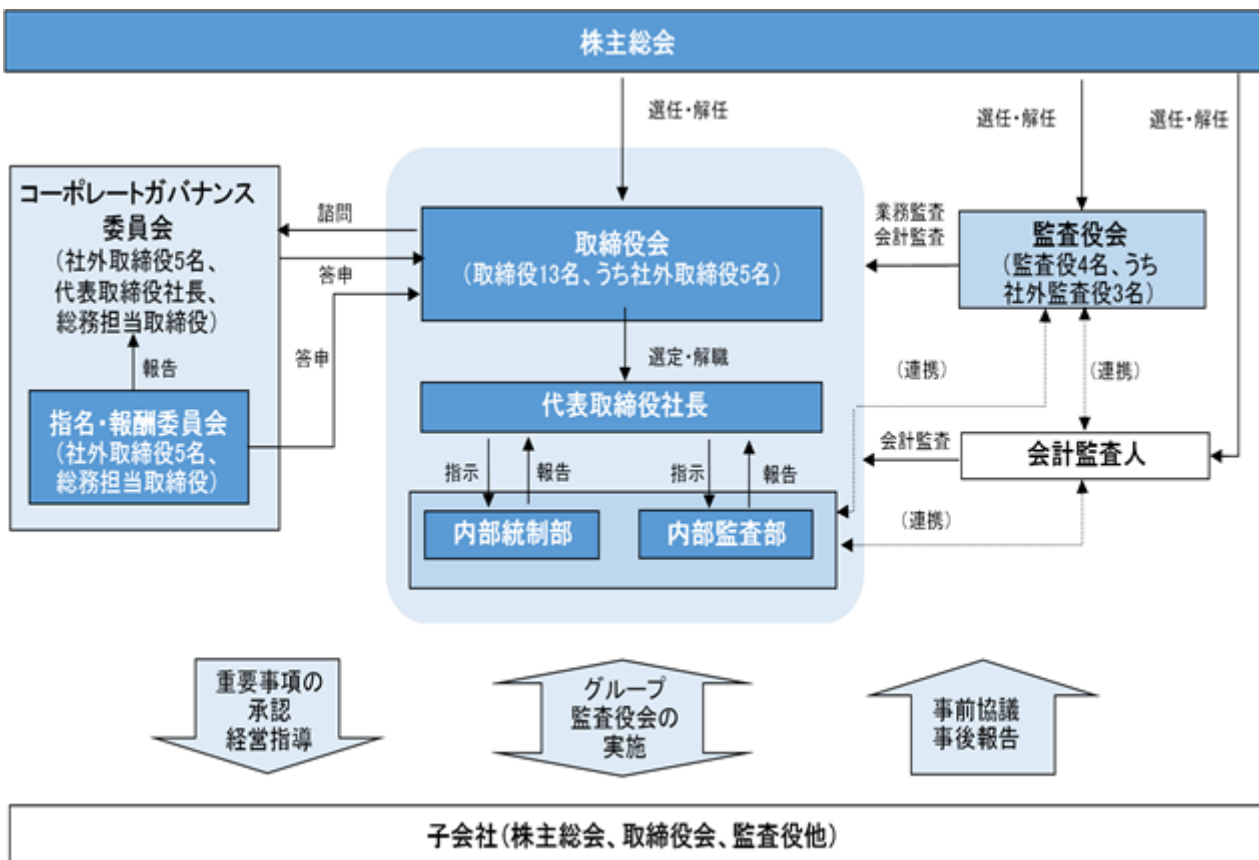 株主総会
選任・解任
選任・解任
選任・解任
コーポレートガバナンス
委員会
(社外取締役5名、
代表取締役社長、
総務担当取締役)
報告
指名・報酬委員会
(社外取締役5名、
総務担当取締役)
諮問
答申
答申
取締役会
(取締役13名、うち社外取締役5名)
選定・解職
代表取締役社長
指示
報告
指示
報告
内部統制部
内部監査部
業務監査
会計監査
監査役会
(監査役4名、うち
社外監査役3名)
(連携)
(連携)
会計監査
会計監査人
(連携)
重要事項の
承認
経営指導
グループ
監査役会の
実施
事前協議
事後報告
子会社(株主総会、取締役会、監査役他)